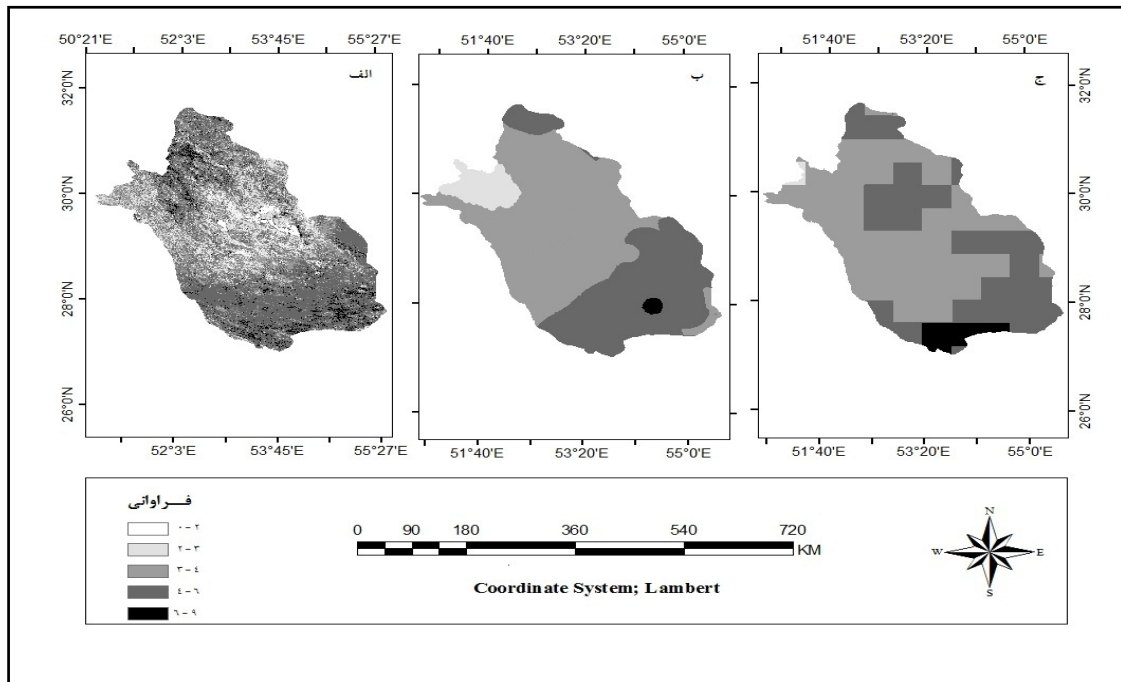 50°21'E 52°3'E 53°45'E 55°27'E
51°40'E 53°20'E 55°0'E
51°40'E 53°20'E 55°0'E
الف
ب
ج
32°0'N
30°0'N
28°0'N
26°0'N
32°0'N
30°0'N
28°0'N
26°0'N
52°3'E 53°45'E 55°27'E
51°40'E 53°20'E 55°0'E
51°40'E 53°20'E 55°0'E
فـــراوانی
۰ - ۲
۲ - ۳
۳ - ۴
۴ - ۶
۶ - ۹
0 90 180 360 540 720
KM
Coordinate System; Lambert
N
W E
S